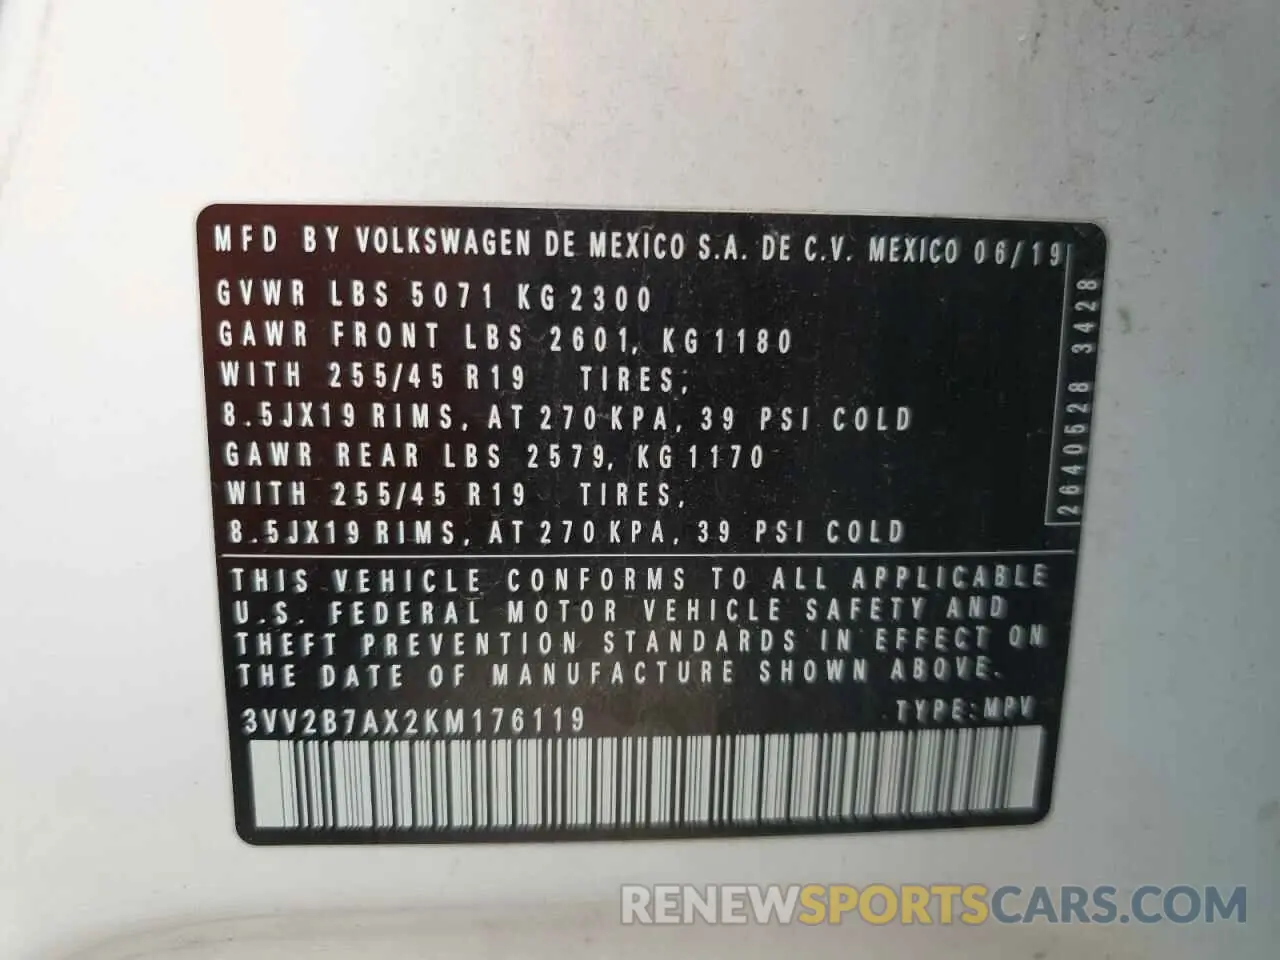 MFD BY VOLKSWAGEN DE MEXICO S.A. DE C.V. MEXICO 06/19
GVWR LBS 5071 KG 2300
GAWR FRONT LBS 2601, KG 1180
WITH 255/45 R19 TIRES,
8.5JX19 RIMS, AT 270 KPA, 39 PSI COLD
GAWR REAR LBS 2579, KG 1170
WITH 255/45 R19 TIRES,
8.5JX19 RIMS, AT 270 KPA, 39 PSI COLD
2640528 3428
THIS VEHICLE CONFORMS TO ALL APPLICABLE
U.S. FEDERAL MOTOR VEHICLE SAFETY AND
THEFT PREVENTION STANDARDS IN EFFECT ON
THE DATE OF MANUFACTURE SHOWN ABOVE.
3VV2B7AX2KM176119 TYPE:MPV
RENEWSPORTSCARS.COM